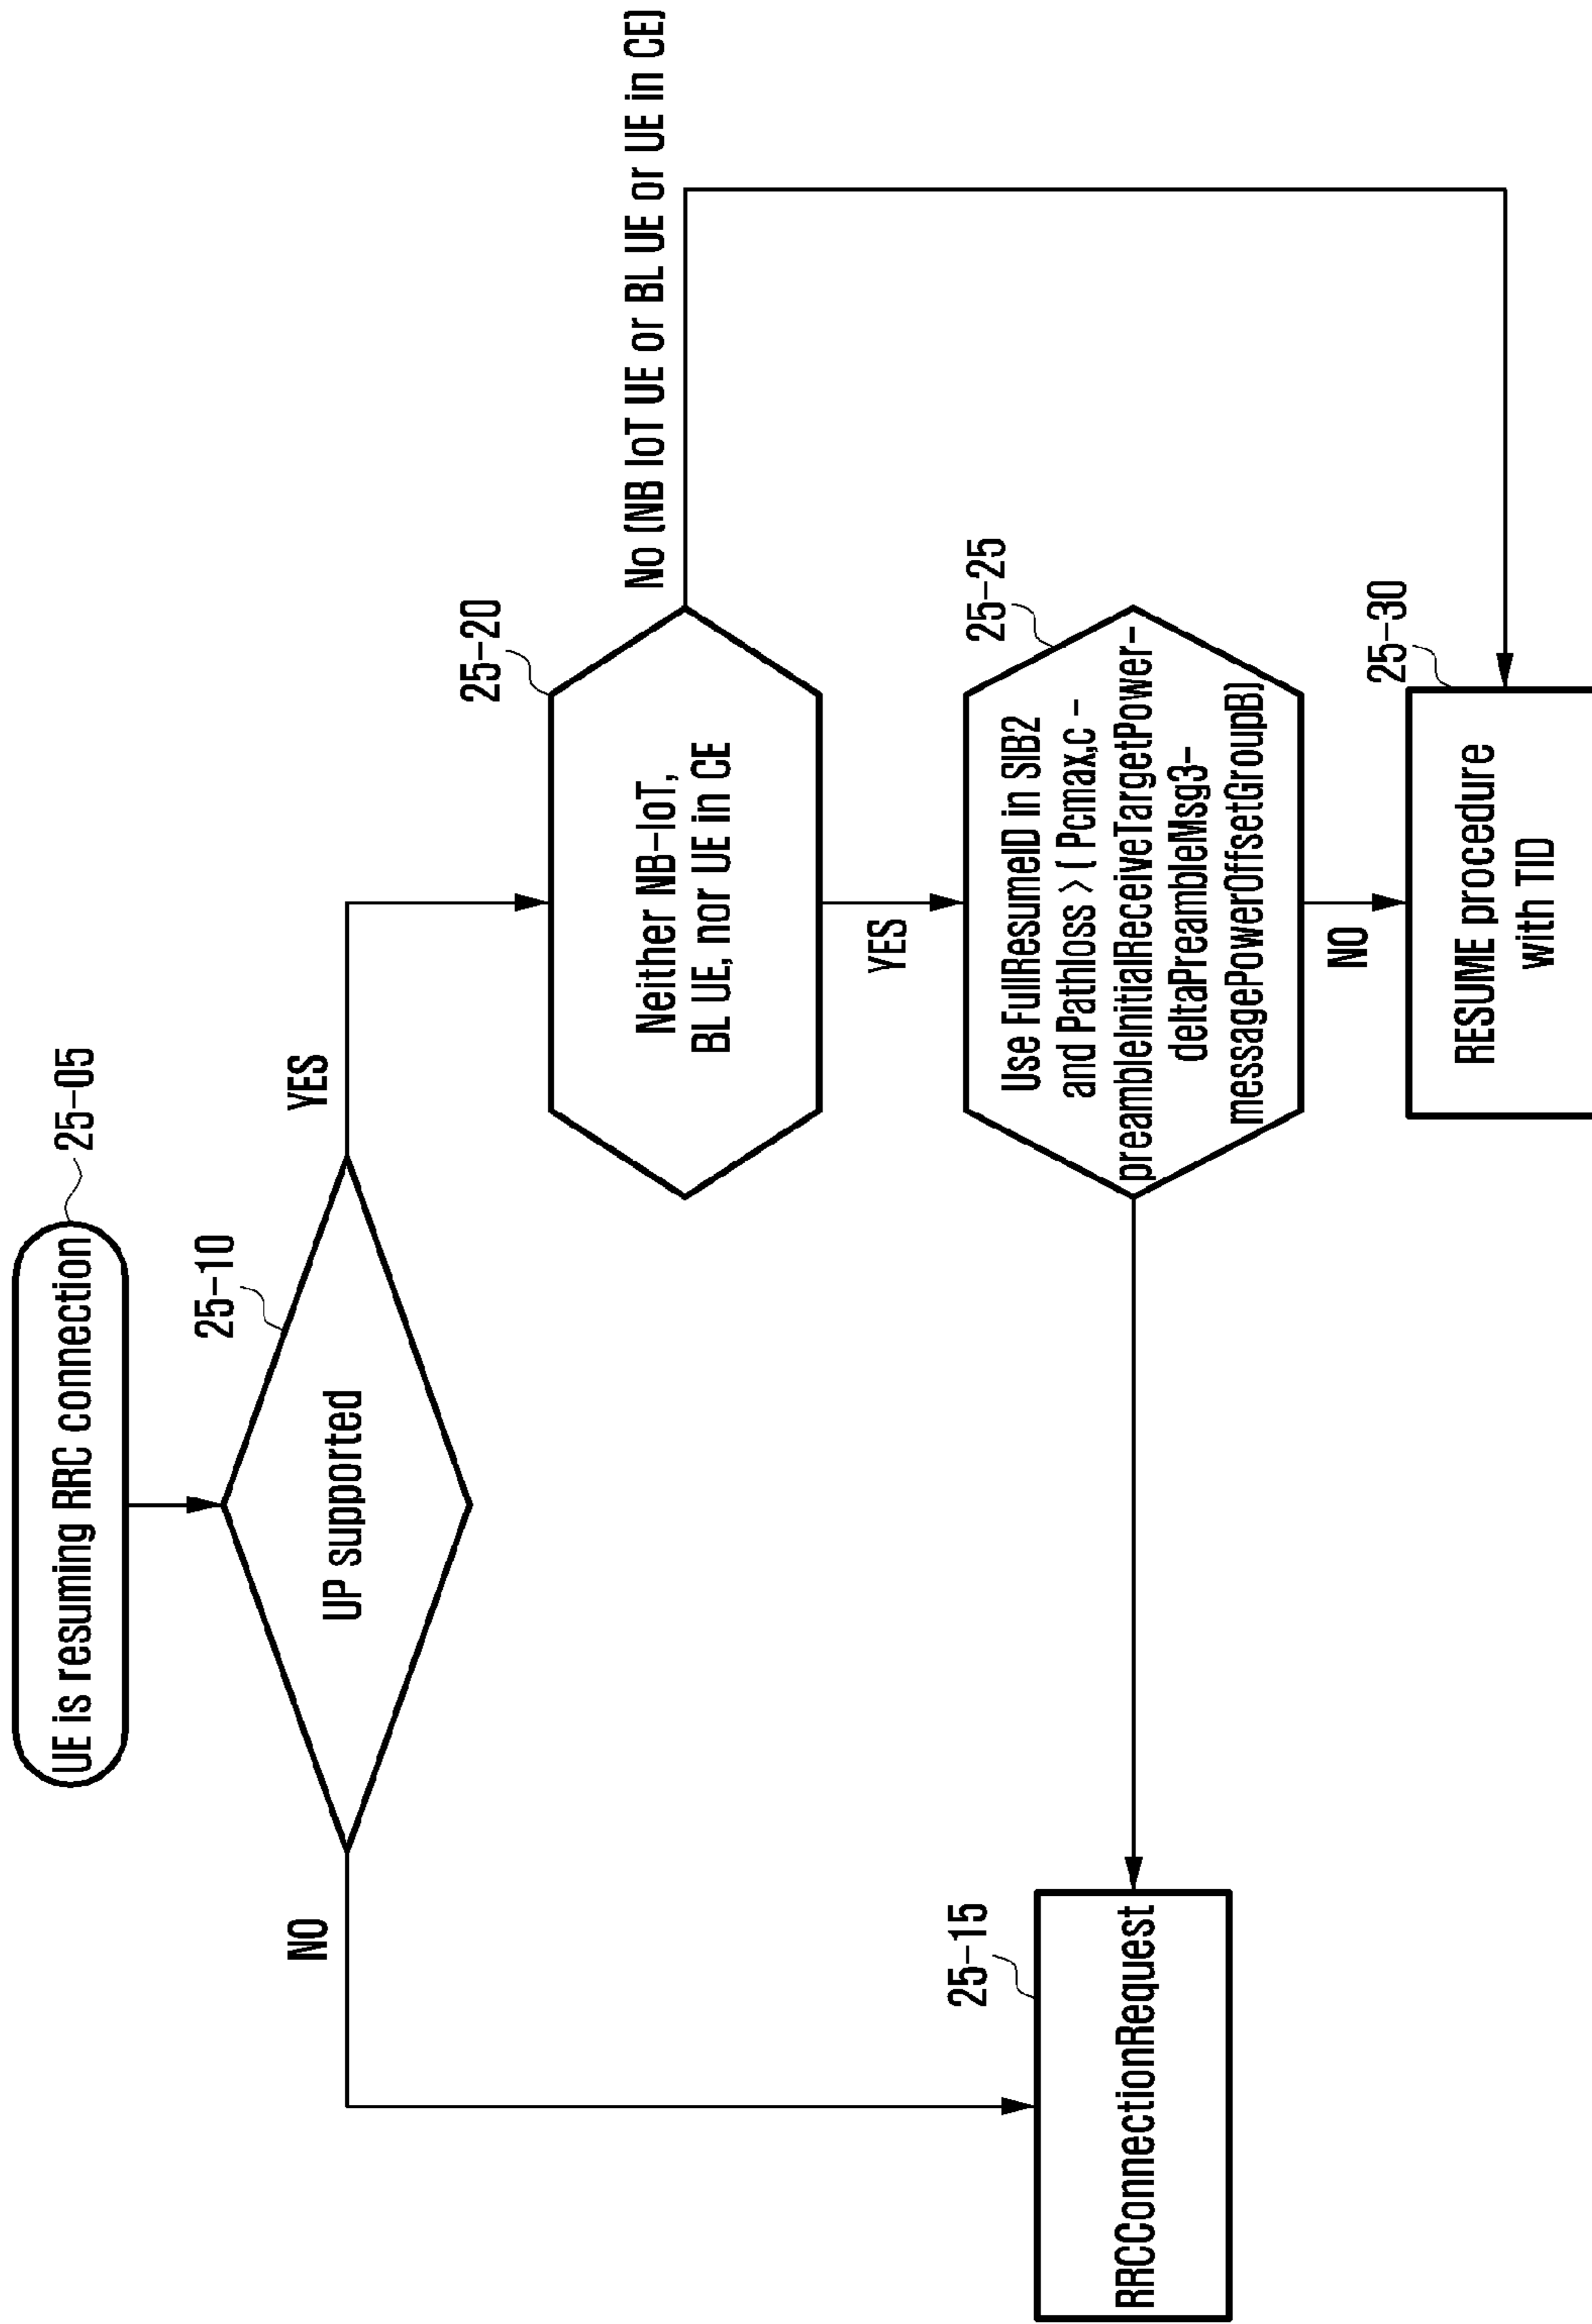 UE is resuming RRC connection
25-05
25-10
UP supported
NO
YES
25-20
Neither NB-IoT,
BL UE, nor UE in CE
No (NB IoT UE or BL UE or UE in CE)
YES
25-25
Use FullResumeID in SIB2
and Pathloss > ( Pcmax,c -
preambleInitialReceiveTargetPower-
deltaPreambleMsg3-
messagePowerOffsetGroupB)
25-15
RRCConnectionRequest
NO
25-30
RESUME procedure
with TID